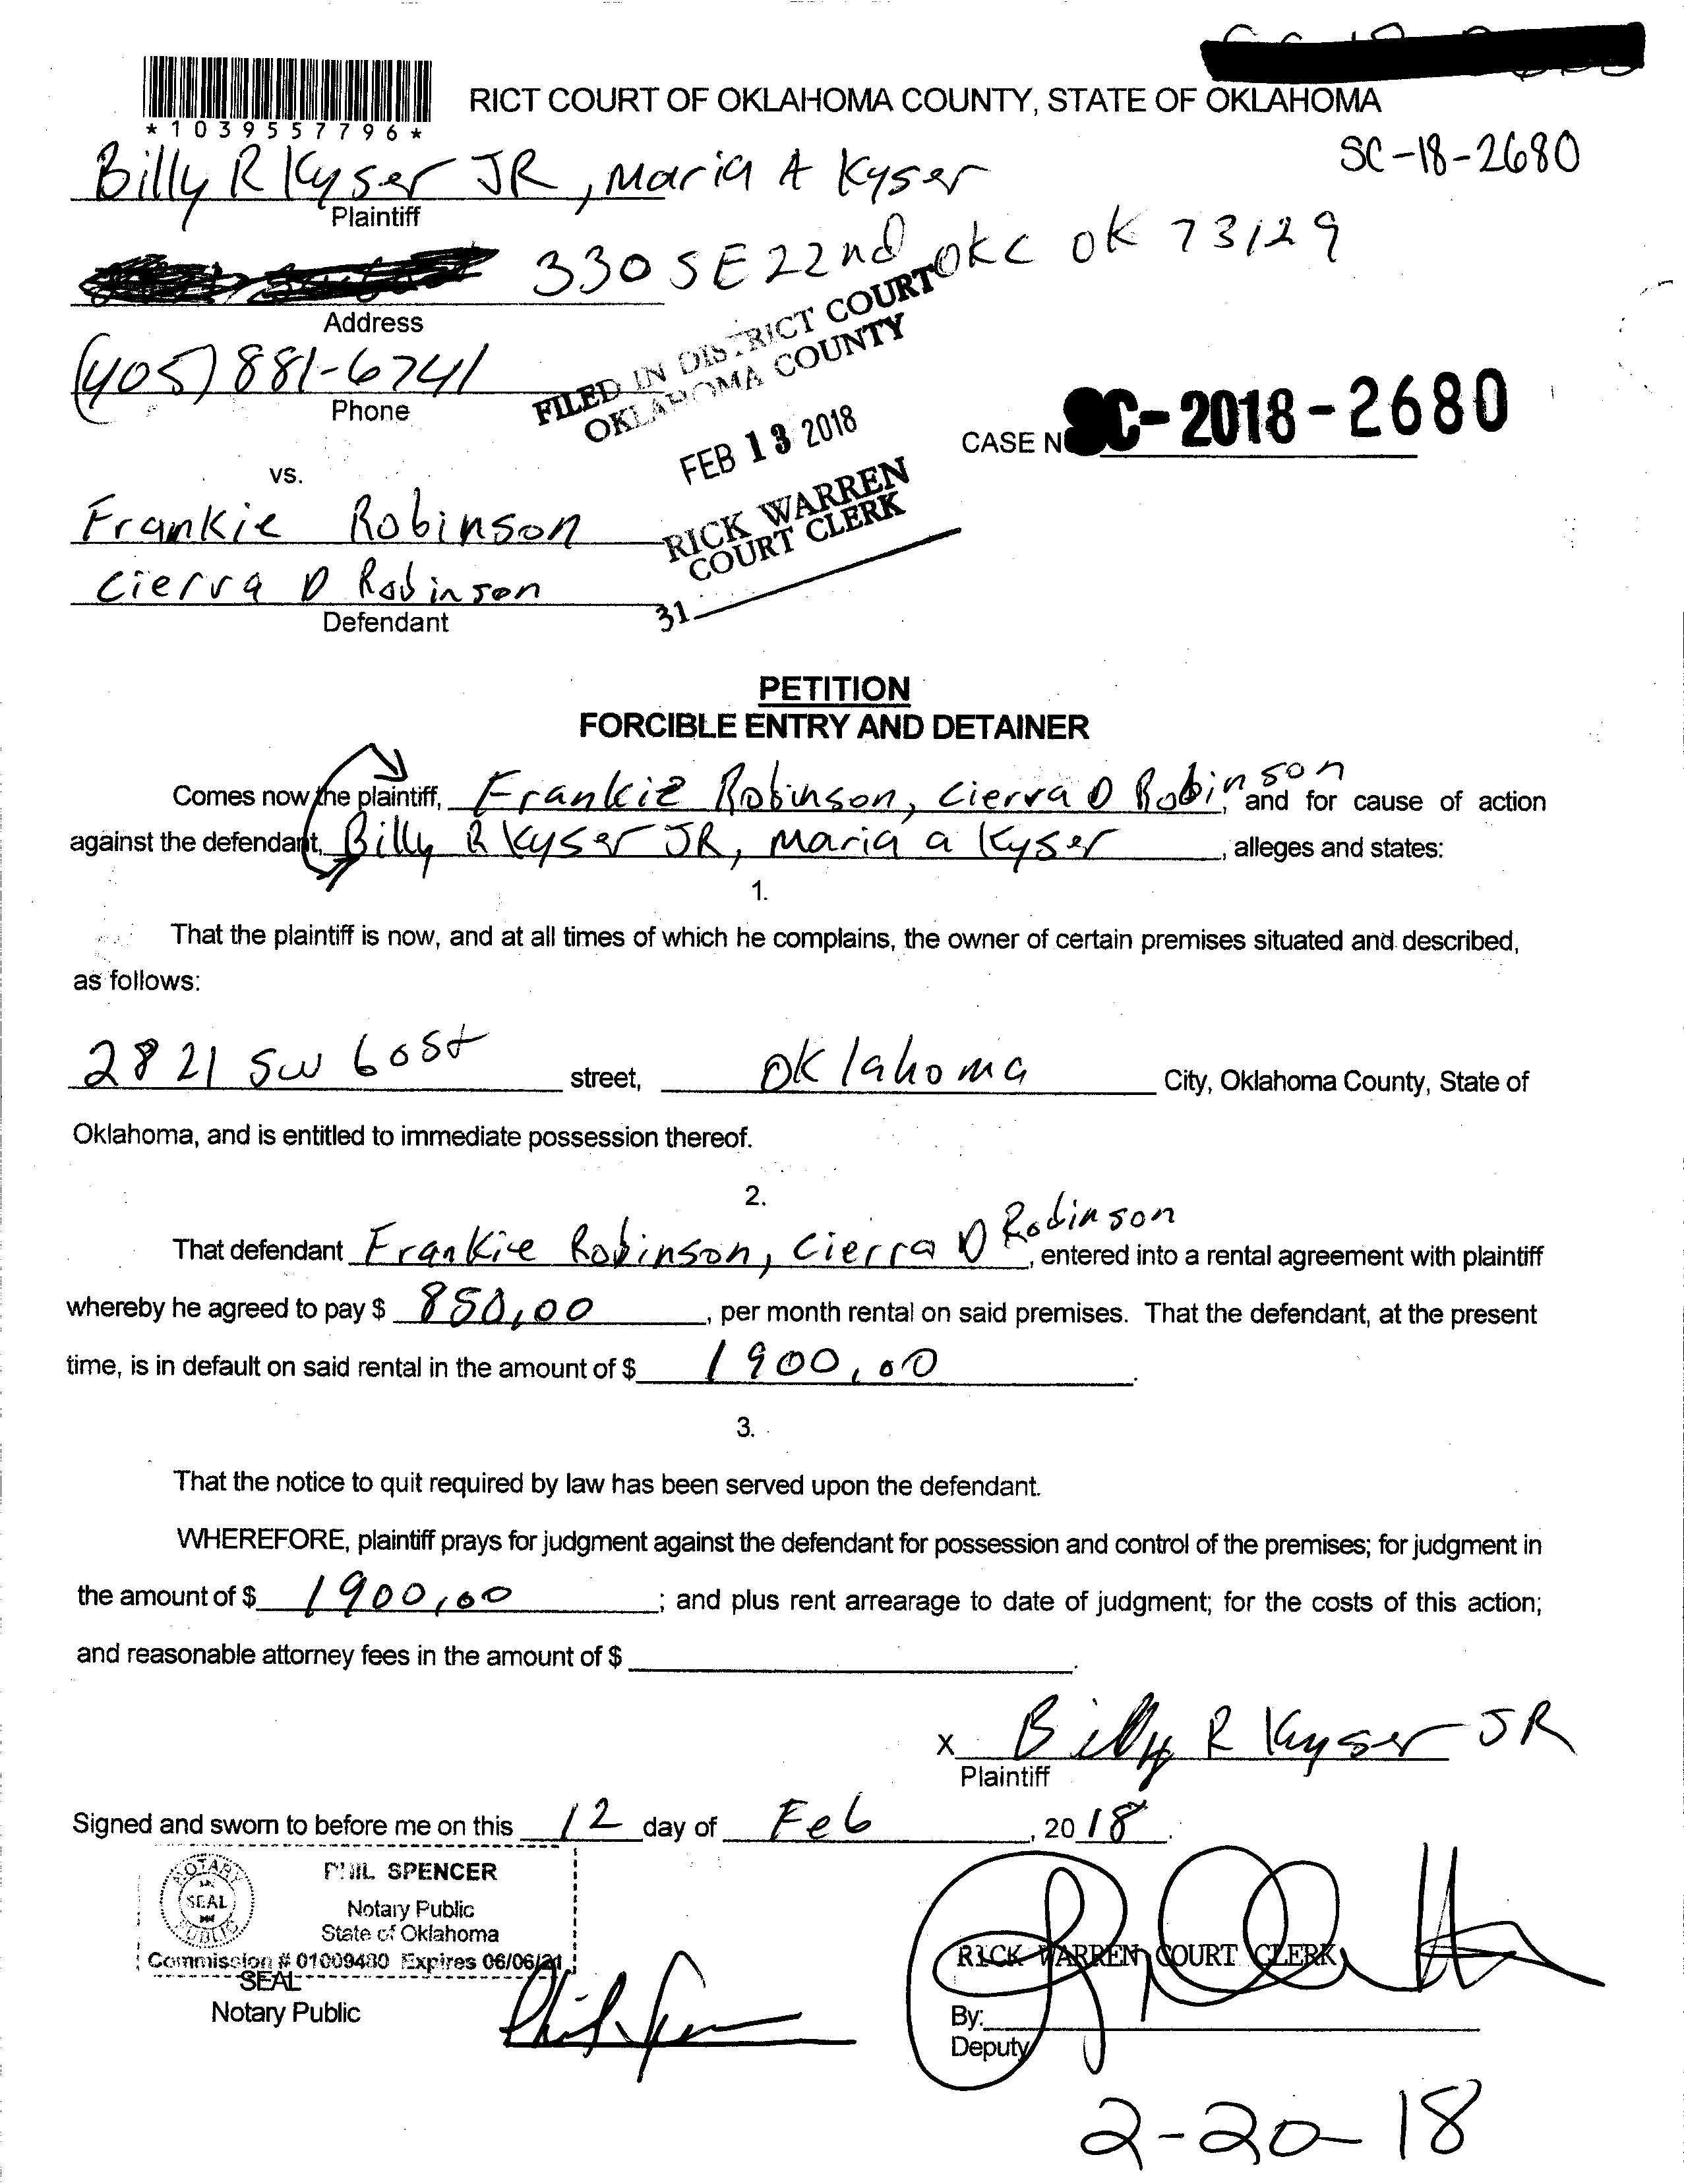 RICT COURT OF OKLAHOMA COUNTY, STATE OF OKLAHOMA
*1039557796*
SC-18-2680
Billy R Kyser JR, Maria A Kyser
Plaintiff
330 SE 22nd OKC OK 73129
Address
(405) 881-6741
Phone
FILED IN DISTRICT COURT
OKLAHOMA COUNTY
FEB 13 2018
RICK WARREN
COURT CLERK
31
CASE N SC-2018-2680
vs.
Frankie Robinson
Cierra D Robinson
Defendant
PETITION
FORCIBLE ENTRY AND DETAINER
Comes now the plaintiff, Frankie Robinson, Cierra D Robinson, and for cause of action
against the defendant, Billy R Kyser JR, Maria a Kyser, alleges and states:
1.
That the plaintiff is now, and at all times of which he complains, the owner of certain premises situated and described,
as follows:
2821 SW 60st street, Oklahoma City, Oklahoma County, State of
Oklahoma, and is entitled to immediate possession thereof.
2.
That defendant Frankie Robinson, Cierra D Robinson, entered into a rental agreement with plaintiff
whereby he agreed to pay $ 850,00, per month rental on said premises. That the defendant, at the present
time, is in default on said rental in the amount of $ 1900,00.
3.
That the notice to quit required by law has been served upon the defendant.
WHEREFORE, plaintiff prays for judgment against the defendant for possession and control of the premises; for judgment in
the amount of $ 1900,00; and plus rent arrearage to date of judgment; for the costs of this action;
and reasonable attorney fees in the amount of $.
x Billy R Kyser JR
Plaintiff
Signed and sworn to before me on this 12 day of Feb, 2018.
NOTARY PUBLIC SEAL
PHIL SPENCER
Notary Public
State of Oklahoma
Commission # 01009480 Expires 06/06/21
SEAL
Notary Public
Phil Spencer
RICK WARREN, COURT CLERK
By:
Deputy
2-20-18